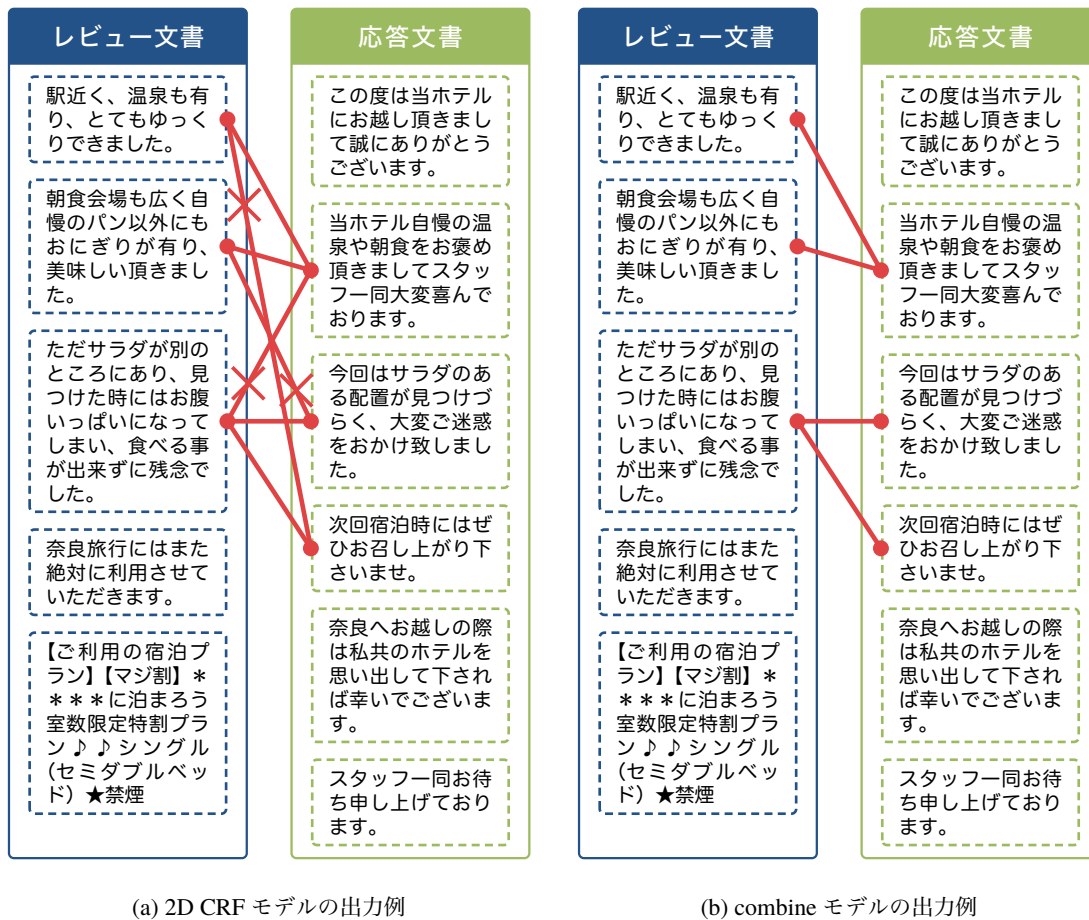 レビュー文書
駅近く、温泉も有
り、とてもゆっく
りできました。
朝食会場も広く自
慢のパン以外にも
おにぎりが有り、
美味しい頂きまし
た。
ただサラダが別の
ところにあり、見
つけた時にはお腹
いっぱいになって
しまい、食べる事
が出来ずに残念で
した。
奈良旅行にはまた
絶対に利用させて
いただきます。
【ご利用の宿泊プ
ラン】【マジ割】＊
＊＊＊に泊まろう
室数限定特割プラ
ン♪♪シングル
(セミダブルベッ
ド) ★禁煙
応答文書
この度は当ホテル
にお越し頂きまし
て誠にありがとう
ございます。
当ホテル自慢の温
泉や朝食をお褒め
頂きましてスタッ
フ一同大変喜んで
おります。
今回はサラダのあ
る配置が見つけづ
らく、大変ご迷惑
をおかけ致しまし
た。
次回宿泊時にはぜ
ひお召し上がり下
さいませ。
奈良へお越しの際
は私共のホテルを
思い出して下され
ば幸いでございま
す。
スタッフ一同お待
ち申し上げており
ます。
(a) 2D CRF モデルの出力例
レビュー文書
駅近く、温泉も有
り、とてもゆっく
りできました。
朝食会場も広く自
慢のパン以外にも
おにぎりが有り、
美味しい頂きまし
た。
ただサラダが別の
ところにあり、見
つけた時にはお腹
いっぱいになって
しまい、食べる事
が出来ずに残念で
した。
奈良旅行にはまた
絶対に利用させて
いただきます。
【ご利用の宿泊プ
ラン】【マジ割】＊
＊＊＊に泊まろう
室数限定特割プラ
ン♪♪シングル
(セミダブルベッ
ド) ★禁煙
応答文書
この度は当ホテル
にお越し頂きまし
て誠にありがとう
ございます。
当ホテル自慢の温
泉や朝食をお褒め
頂きましてスタッ
フ一同大変喜んで
おります。
今回はサラダのあ
る配置が見つけづ
らく、大変ご迷惑
をおかけ致しまし
た。
次回宿泊時にはぜ
ひお召し上がり下
さいませ。
奈良へお越しの際
は私共のホテルを
思い出して下され
ば幸いでございま
す。
スタッフ一同お待
ち申し上げており
ます。
(b) combine モデルの出力例